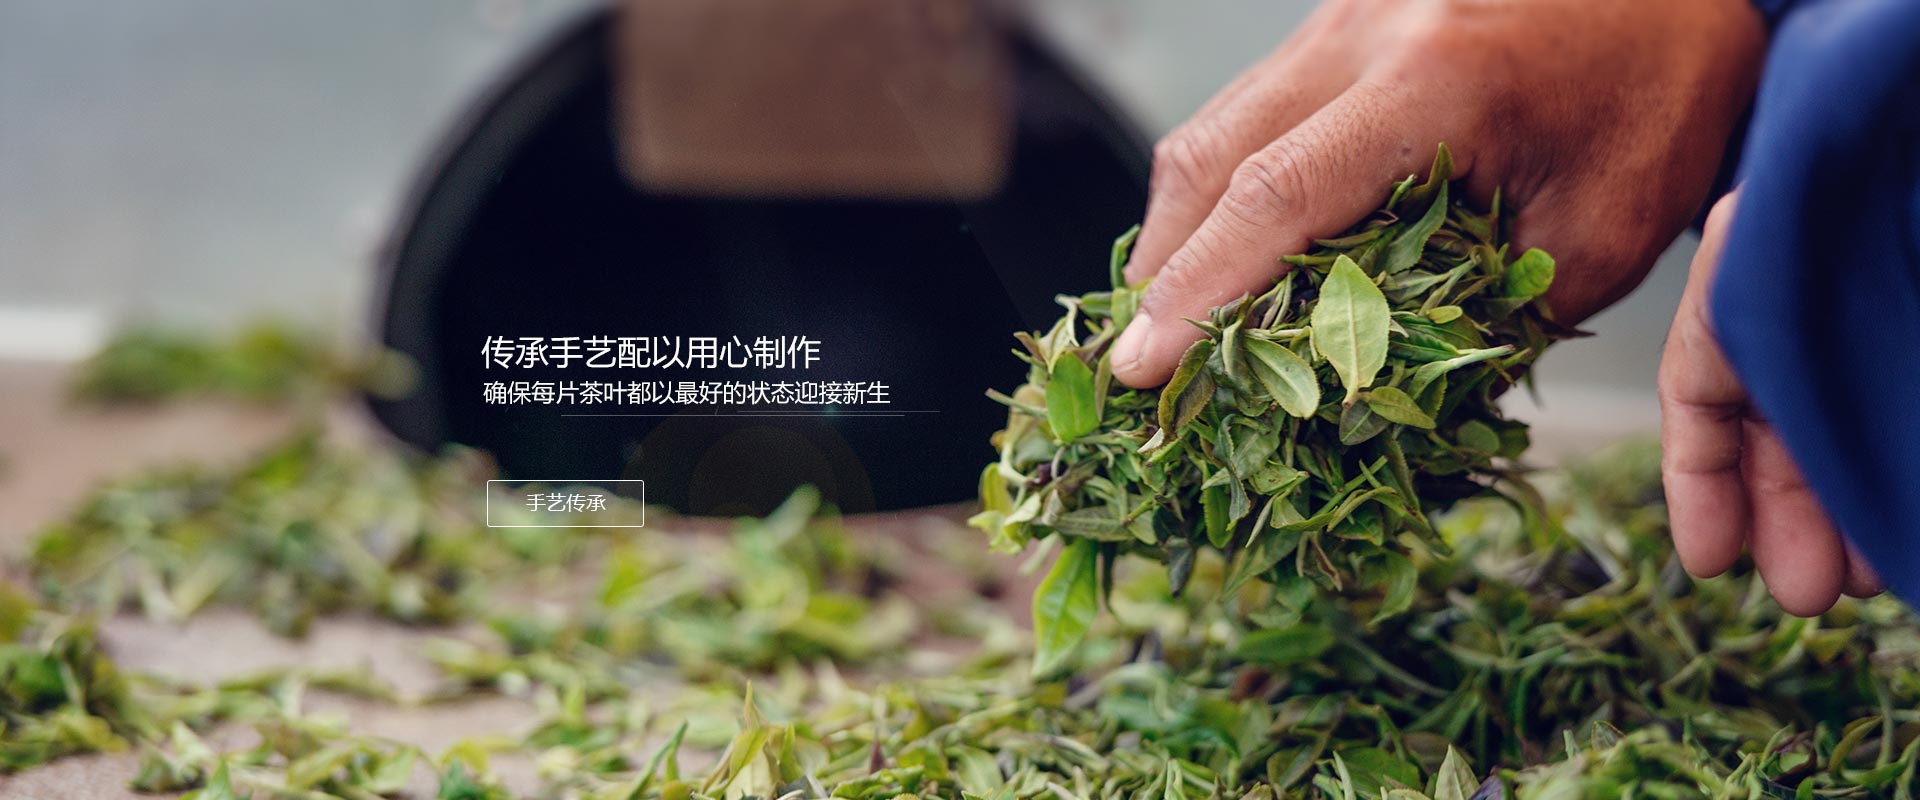 传承手艺配以用心制作
确保每片茶叶都以最好的状态迎接新生
手艺传承